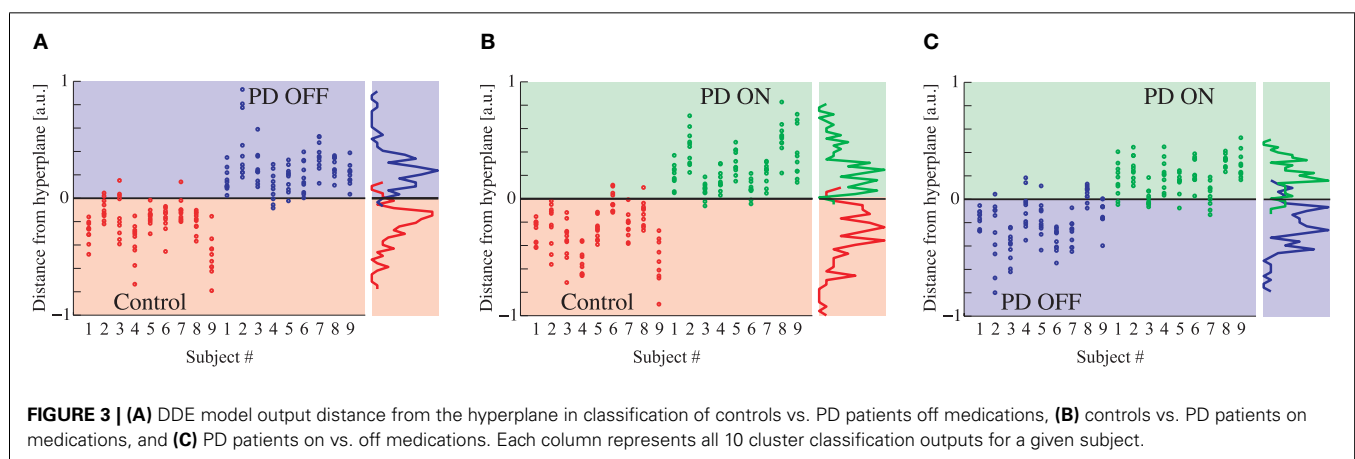 A
B
C
Distance from hyperplane [a.u.]
1
0
−1
PD OFF
Control
1 2 3 4 5 6 7 8 9 1 2 3 4 5 6 7 8 9
Subject #
Distance from hyperplane [a.u.]
1
0
−1
PD ON
Control
1 2 3 4 5 6 7 8 9 1 2 3 4 5 6 7 8 9
Subject #
Distance from hyperplane [a.u.]
1
0
−1
PD ON
PD OFF
1 2 3 4 5 6 7 8 9 1 2 3 4 5 6 7 8 9
Subject #
FIGURE 3 | (A) DDE model output distance from the hyperplane in classification of controls vs. PD patients off medications, (B) controls vs. PD patients on
medications, and (C) PD patients on vs. off medications. Each column represents all 10 cluster classification outputs for a given subject.